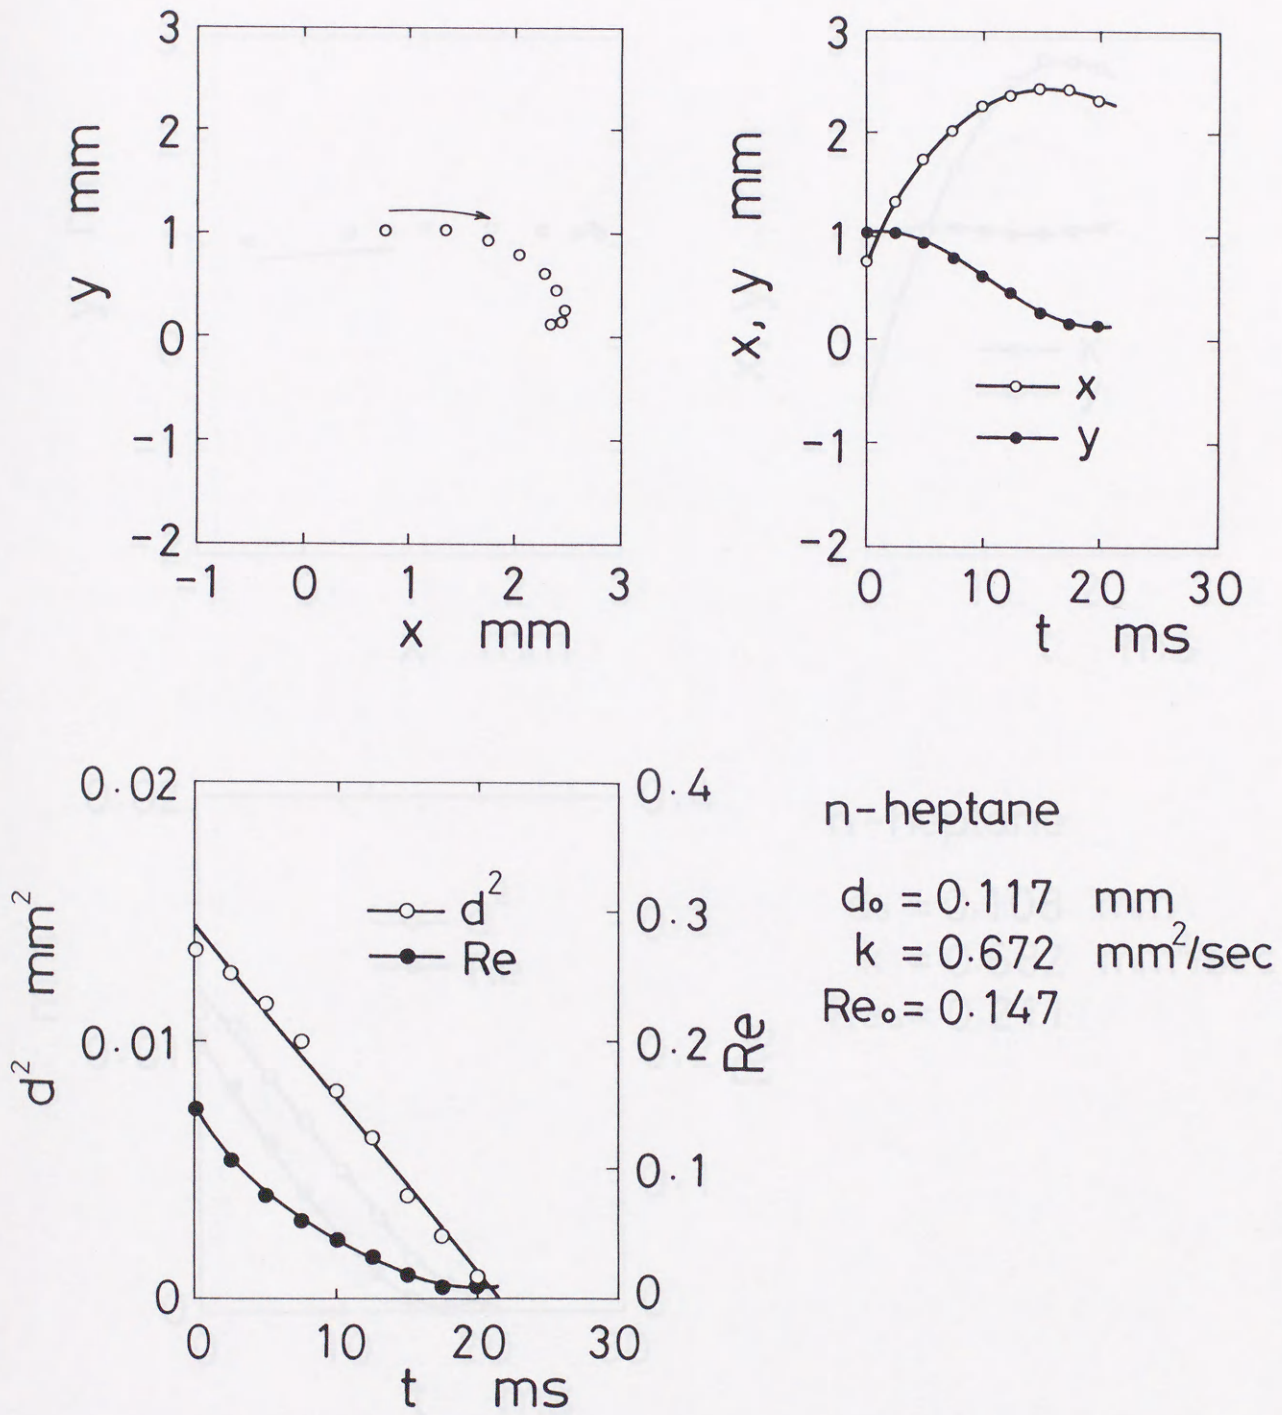 3
2
1
0
-1
-2
y mm
-1 0 1 2 3
x mm
3
2
1
0
-1
-2
x, y mm
x
y
0 10 20 30
t ms
0.02
0.01
0
d² mm²
d²
Re
0.4
0.3
0.2
0.1
0
Re
0 10 20 30
t ms
n-heptane
d₀ = 0.117 mm
k = 0.672 mm²/sec
Re₀ = 0.147